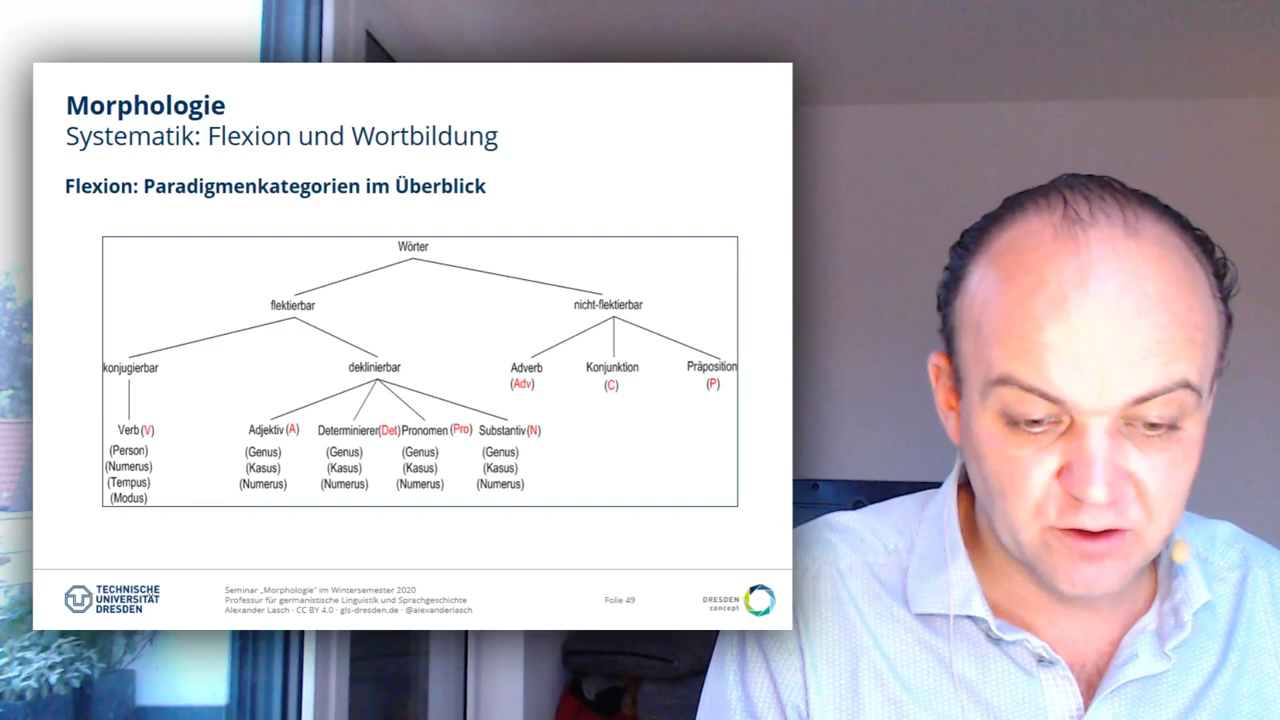 Morphologie
Systematik: Flexion und Wortbildung
Flexion: Paradigmenkategorien im Überblick
Wörter
flektierbar nicht-flektierbar
konjugierbar deklinierbar Adverb Konjunktion Präposition
(Adv) (C) (P)
Verb (V) Adjektiv (A) Determinierer(Det) Pronomen (Pro) Substantiv (N)
(Person) (Genus) (Genus) (Genus) (Genus)
(Numerus) (Kasus) (Kasus) (Kasus) (Kasus)
(Tempus) (Numerus) (Numerus) (Numerus) (Numerus)
(Modus)
TECHNISCHE
UNIVERSITÄT
DRESDEN
Seminar „Morphologie“ im Wintersemester 2020
Professur für germanistische Linguistik und Sprachgeschichte
Alexander Lasch · CC BY 4.0 · gls-dresden.de · @alexanderlasch
Folie 49
DRESDEN
concept